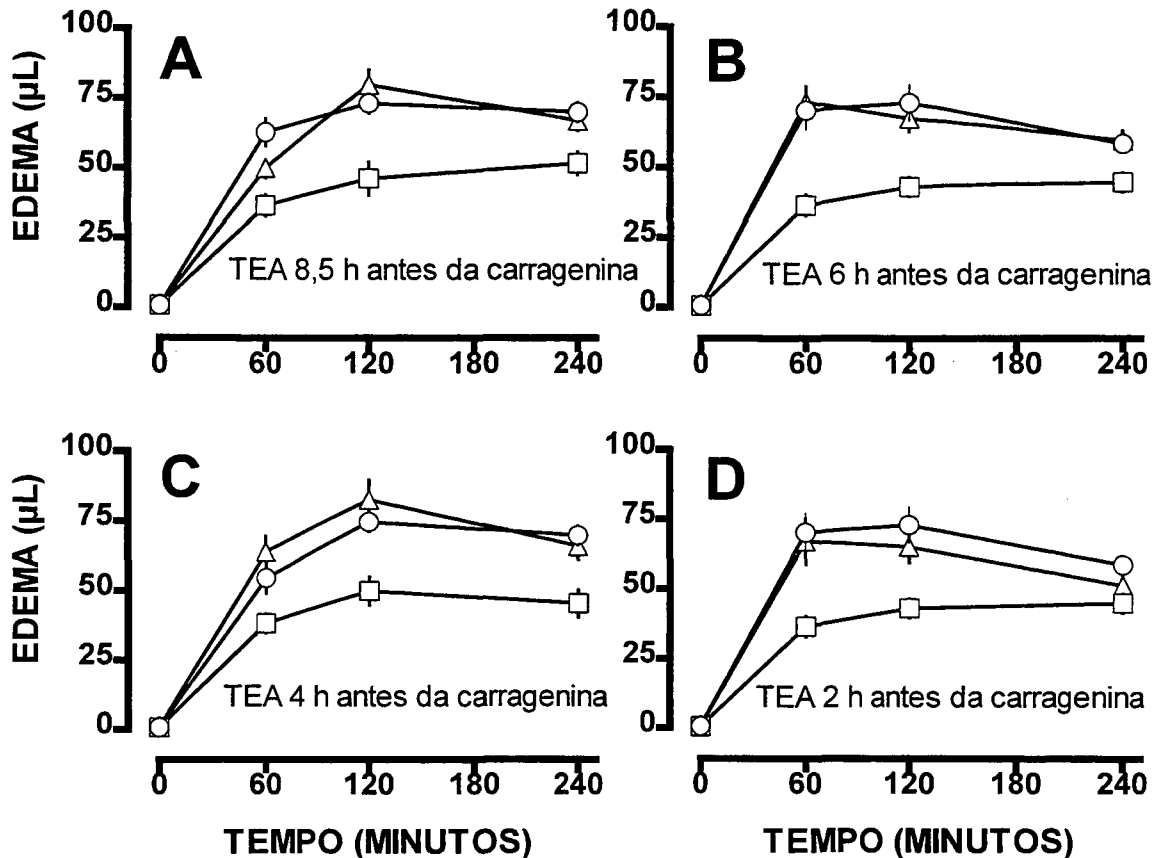 EDEMA (µL)
100
75
50
25
0
A
TEA 8,5 h antes da carragenina
0 60 120 180 240
100
75
50
25
0
B
TEA 6 h antes da carragenina
0 60 120 180 240
EDEMA (µL)
100
75
50
25
0
C
TEA 4 h antes da carragenina
0 60 120 180 240
TEMPO (MINUTOS)
100
75
50
25
0
D
TEA 2 h antes da carragenina
0 60 120 180 240
TEMPO (MINUTOS)